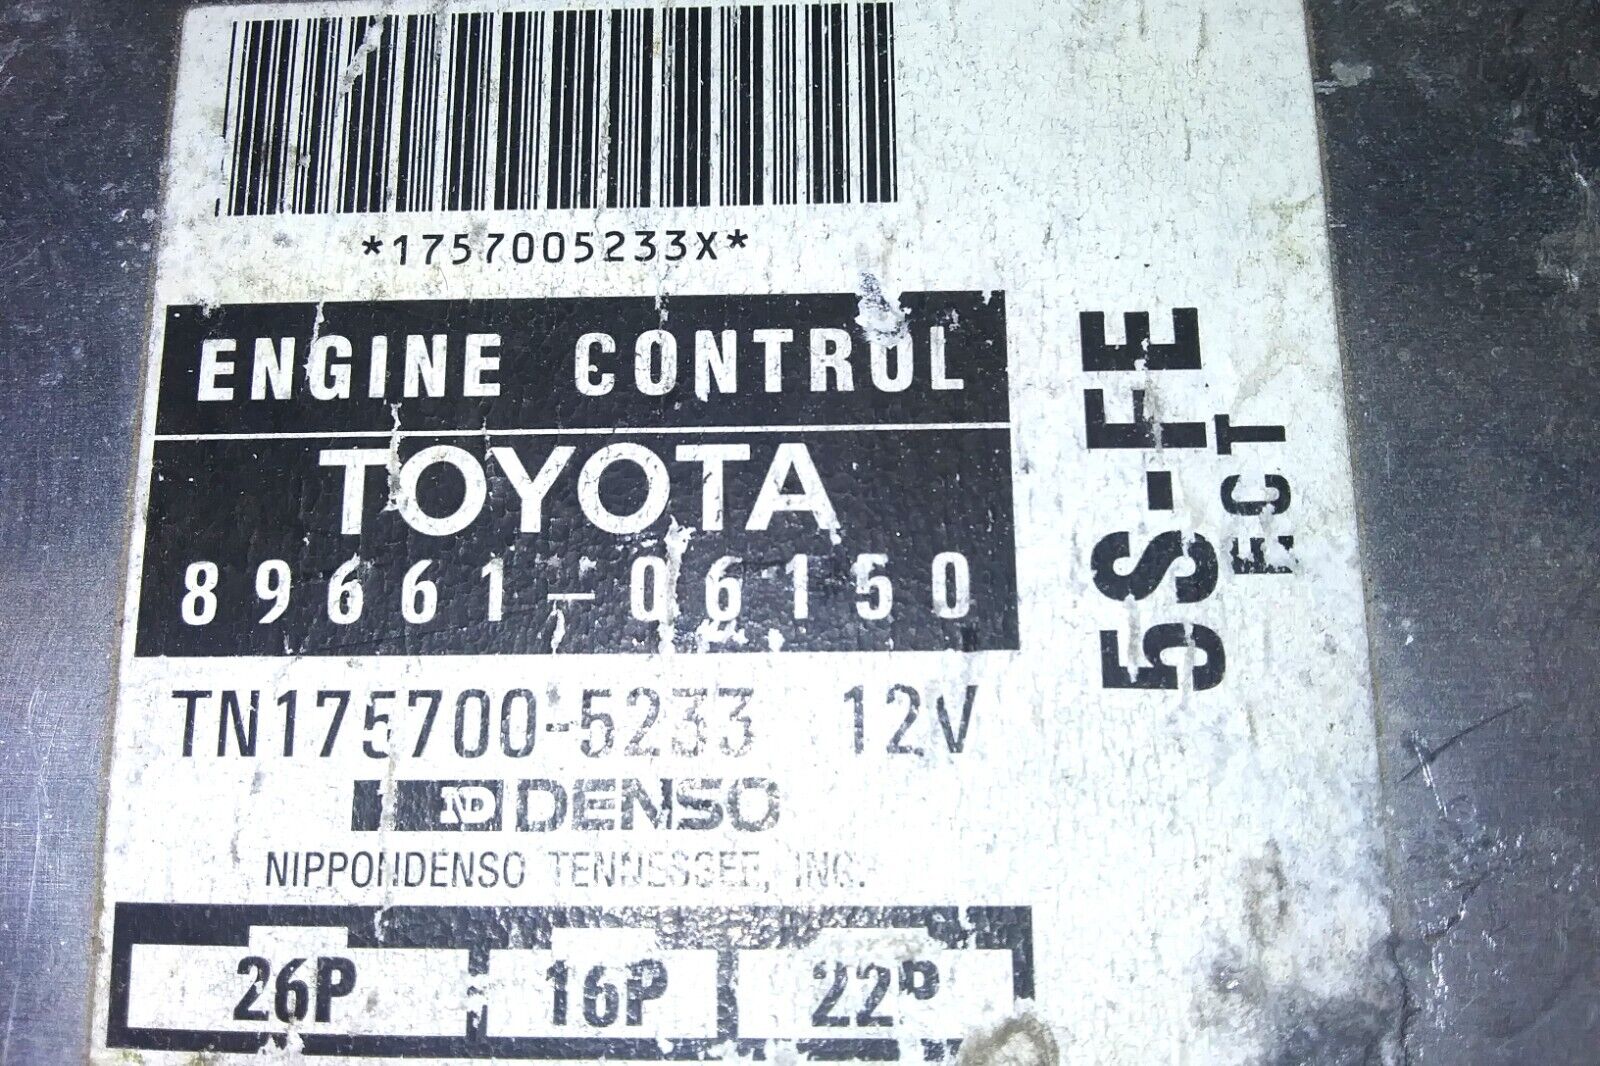 *1757005233X*
ENGINE CONTROL
TOYOTA
89661-06150
TN175700-5233 12V
ND DENSO
NIPPONDENSO TENNESSEE, INC.
26P 16P 22P
5S-FE
ECT